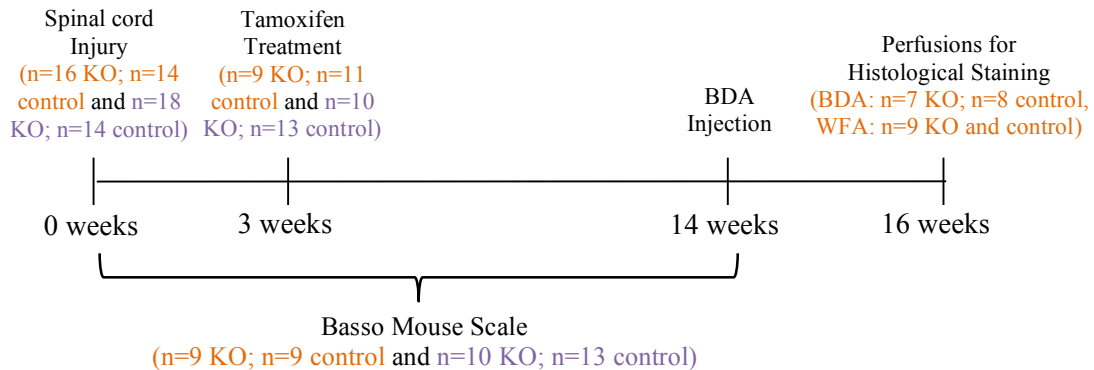 Spinal cord
Injury
(n=16 KO; n=14
control and n=18
KO; n=14 control)
Tamoxifen
Treatment
(n=9 KO; n=11
control and n=10
KO; n=13 control)
BDA
Injection
Perfusions for
Histological Staining
(BDA: n=7 KO; n=8 control,
WFA: n=9 KO and control)
0 weeks
3 weeks
14 weeks
16 weeks
Basso Mouse Scale
(n=9 KO; n=9 control and n=10 KO; n=13 control)